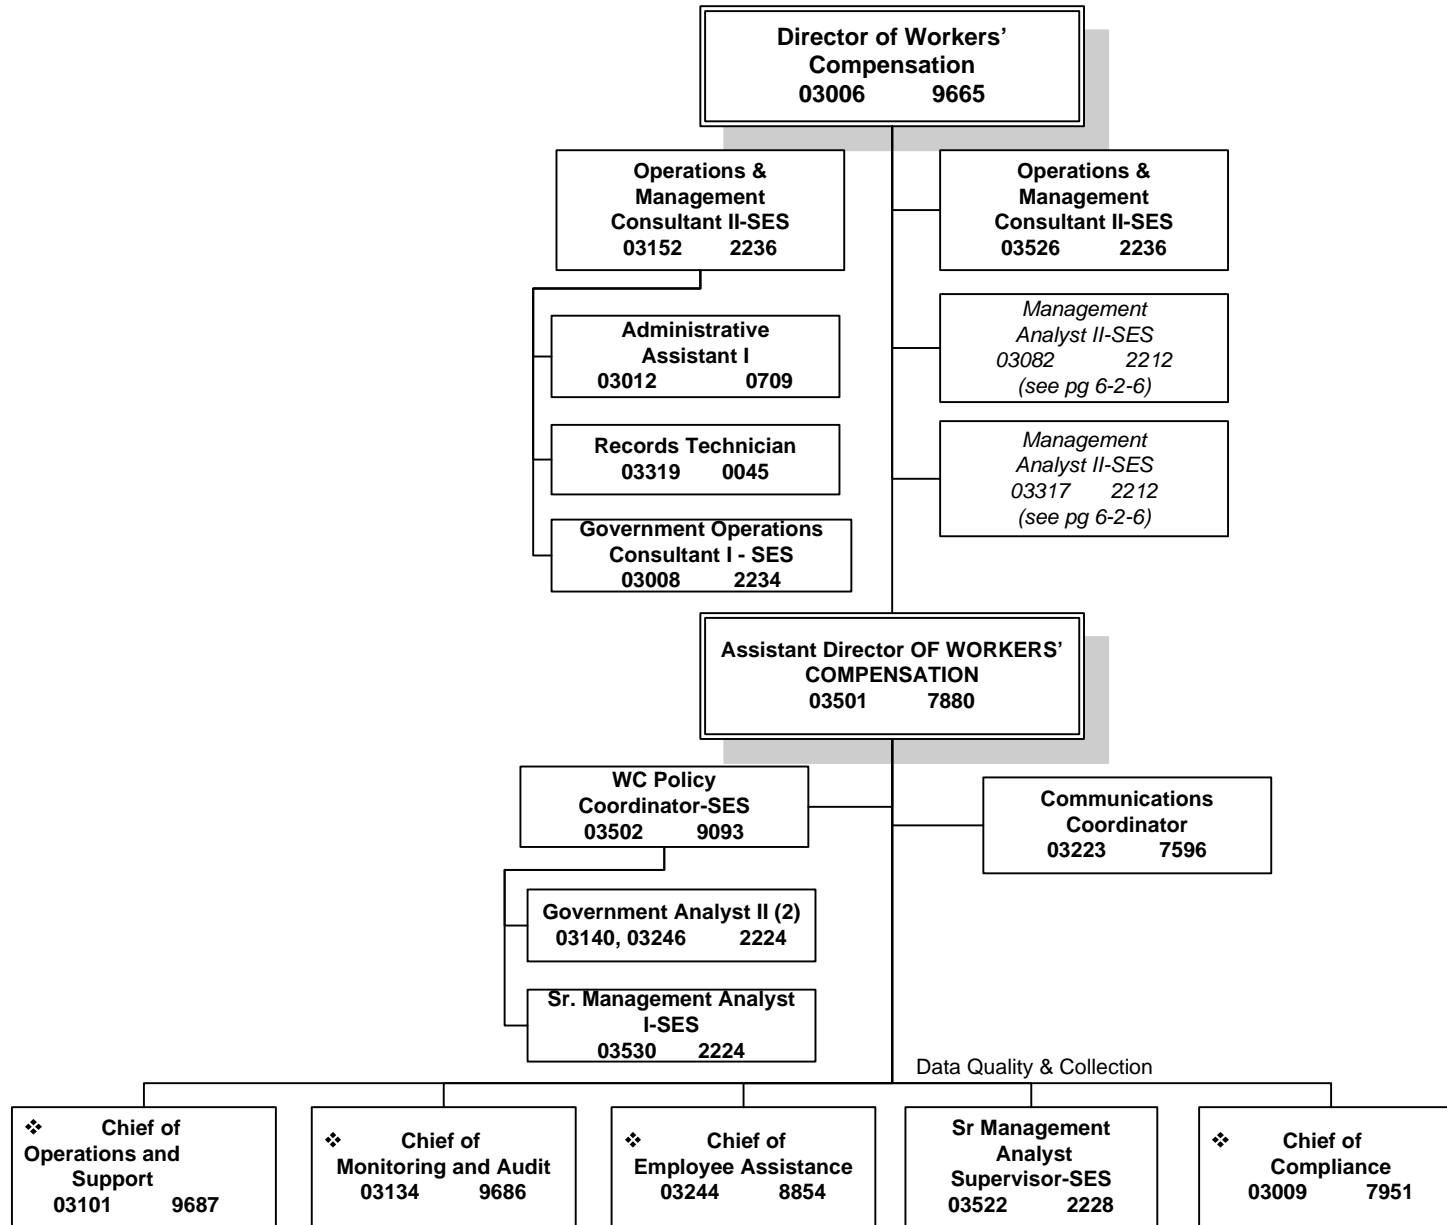 Director of Workers'
Compensation
03006 9665
Operations &
Management
Consultant II-SES
03152 2236
Operations &
Management
Consultant II-SES
03526 2236
Administrative
Assistant I
03012 0709
Management
Analyst II-SES
03082 2212
(see pg 6-2-6)
Records Technician
03319 0045
Management
Analyst II-SES
03317 2212
(see pg 6-2-6)
Government Operations
Consultant I - SES
03008 2234
Assistant Director OF WORKERS'
COMPENSATION
03501 7880
WC Policy
Coordinator-SES
03502 9093
Communications
Coordinator
03223 7596
Government Analyst II (2)
03140, 03246 2224
Sr. Management Analyst
I-SES
03530 2224
Data Quality & Collection
❖ Chief of
Operations and
Support
03101 9687
❖ Chief of
Monitoring and Audit
03134 9686
❖ Chief of
Employee Assistance
03244 8854
Sr Management
Analyst
Supervisor-SES
03522 2228
❖ Chief of
Compliance
03009 7951